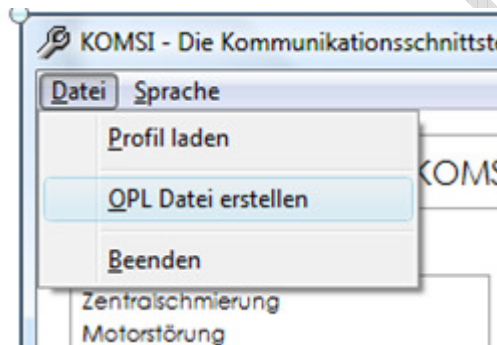 KOMSI - Die Kommunikationsschnittst
Datei Sprache
Profil laden
KOMS
OPL Datei erstellen
Beenden
Zentralschmierung
Motorstörung